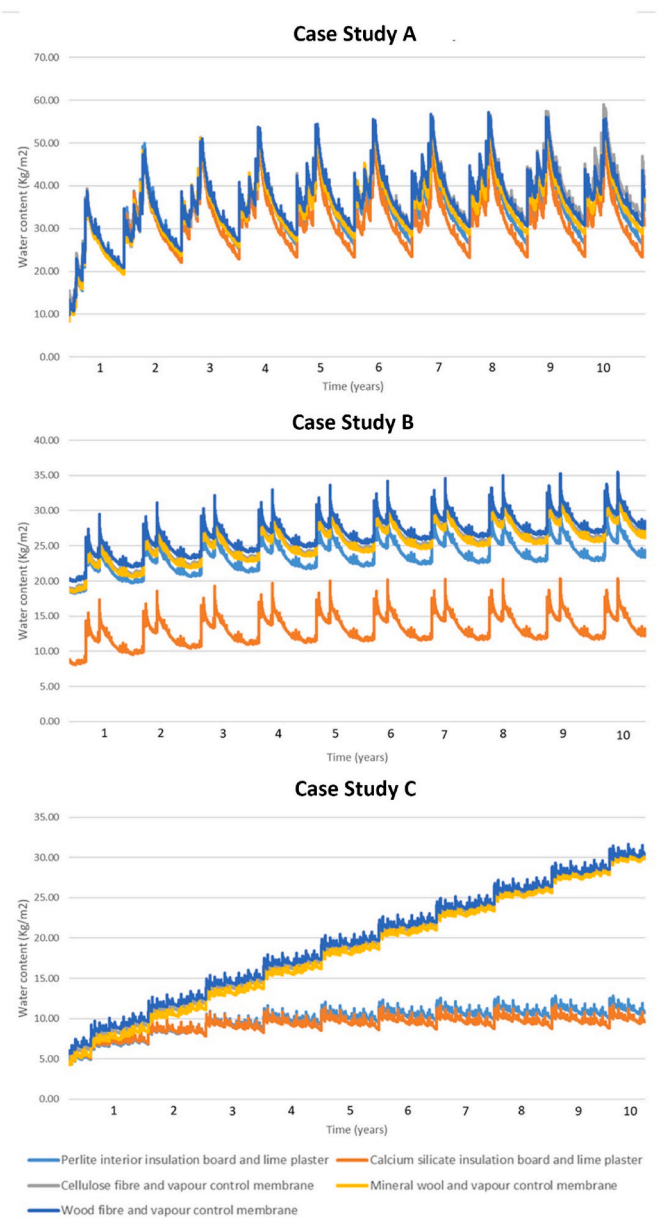 Case Study A
70.00
60.00
50.00
40.00
30.00
20.00
10.00
0.00
Water content (Kg/m2)
1 2 3 4 5 6 7 8 9 10
Time (years)
Case Study B
40.00
35.00
30.00
25.00
20.00
15.00
10.00
5.00
0.00
Water content (Kg/m2)
1 2 3 4 5 6 7 8 9 10
Time (years)
Case Study C
35.00
30.00
25.00
20.00
15.00
10.00
5.00
0.00
Water content (Kg/m2)
1 2 3 4 5 6 7 8 9 10
Time (years)
Perlite interior insulation board and lime plaster Calcium silicate insulation board and lime plaster
Cellulose fibre and vapour control membrane Mineral wool and vapour control membrane
Wood fibre and vapour control membrane